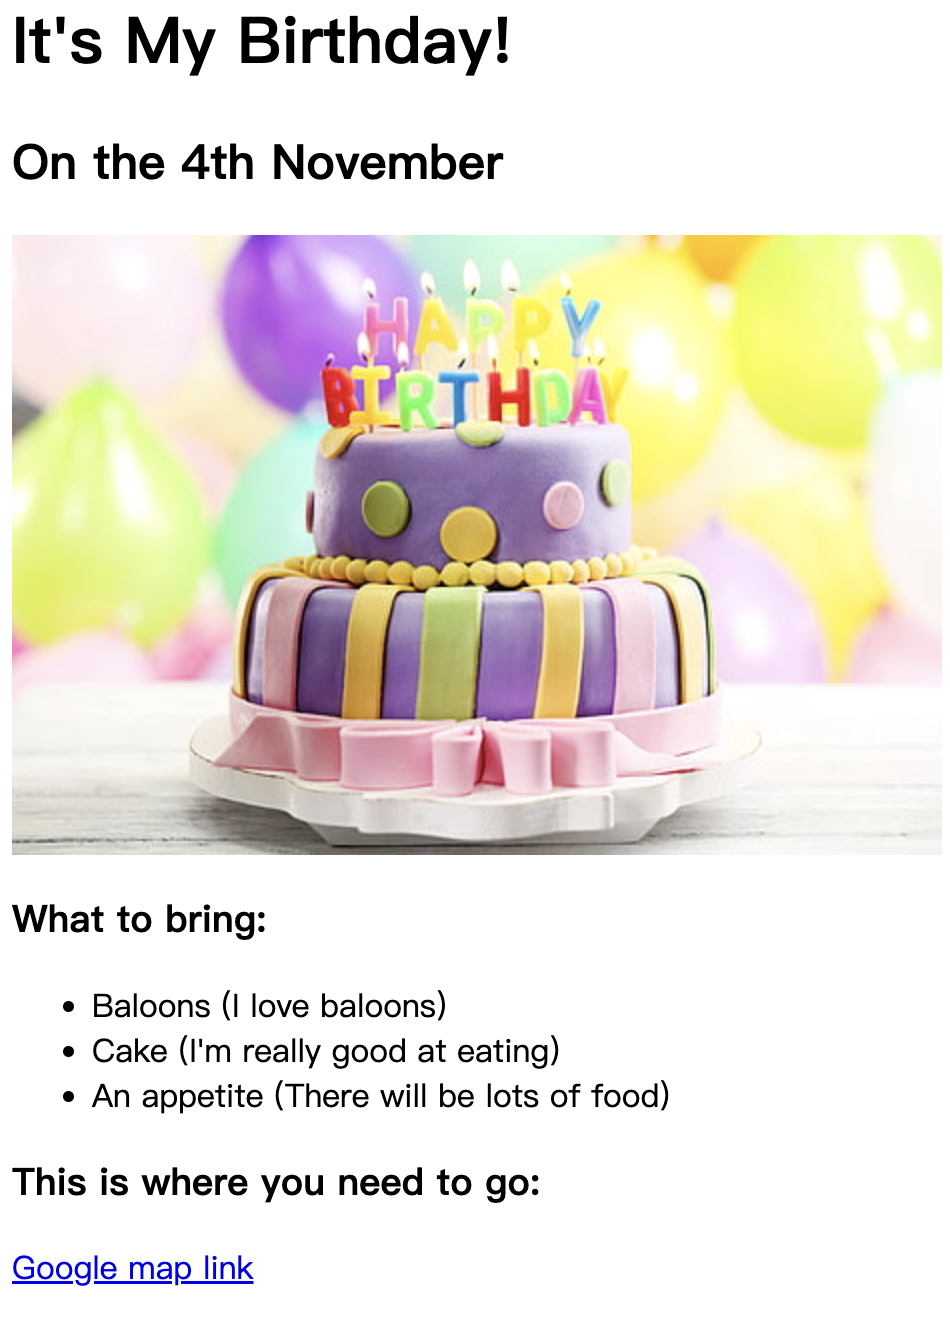 It's My Birthday!
On the 4th November
HAPPY
BIRTHDAY
What to bring:
Baloons (I love baloons)
Cake (I'm really good at eating)
An appetite (There will be lots of food)
This is where you need to go:
Google map link